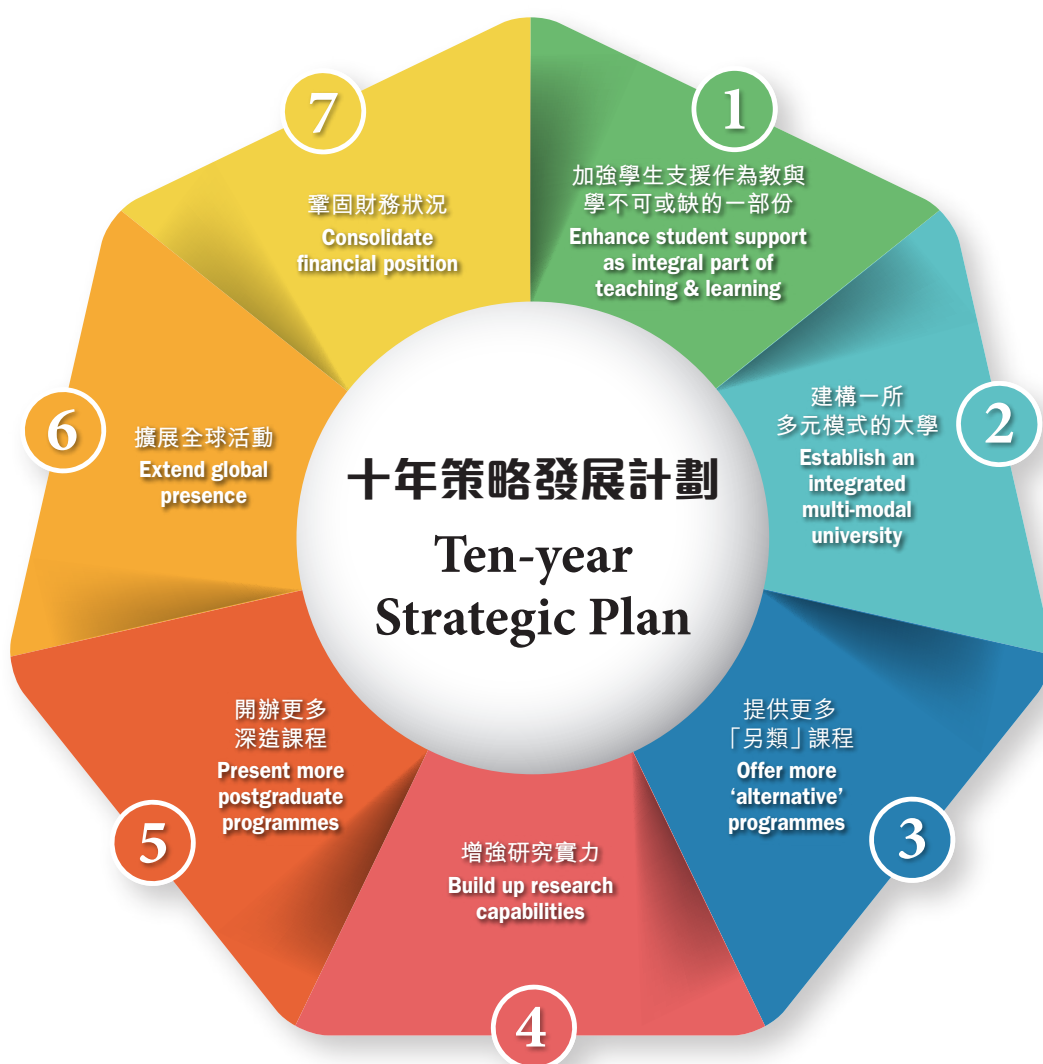 十年策略發展計劃
Ten-year
Strategic Plan
1
加強學生支援作為教與
學不可或缺的一部份
Enhance student support
as integral part of
teaching & learning
2
建構一所
多元模式的大學
Establish an
integrated
multi-modal
university
3
提供更多
「另類」課程
Offer more
‘alternative’
programmes
4
增強研究實力
Build up research
capabilities
5
開辦更多
深造課程
Present more
postgraduate
programmes
6
擴展全球活動
Extend global
presence
7
鞏固財務狀況
Consolidate
financial position